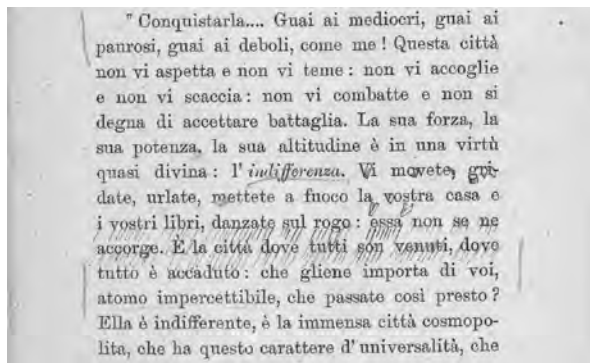 " Conquistarla.... Guai ai mediocri, guai ai
paurosi, guai ai deboli, come me ! Questa città
non vi aspetta e non vi teme : non vi accoglie
e non vi scaccia : non vi combatte e non si
degna di accettare battaglia. La sua forza, la
sua potenza, la sua altitudine è in una virtù
quasi divina : l' indifferenza. Vi movete, gri-
date, urlate, mettete a fuoco la vostra casa e
i vostri libri, danzate sul rogo : essa non se ne
accorge. È la città dove tutti son venuti, dove
tutto è accaduto : che gliene importa di voi,
atomo impercettibile, che passate così presto ?
Ella è indifferente, è la immensa città cosmopo-
lita, che ha questo carattere d' universalità, che